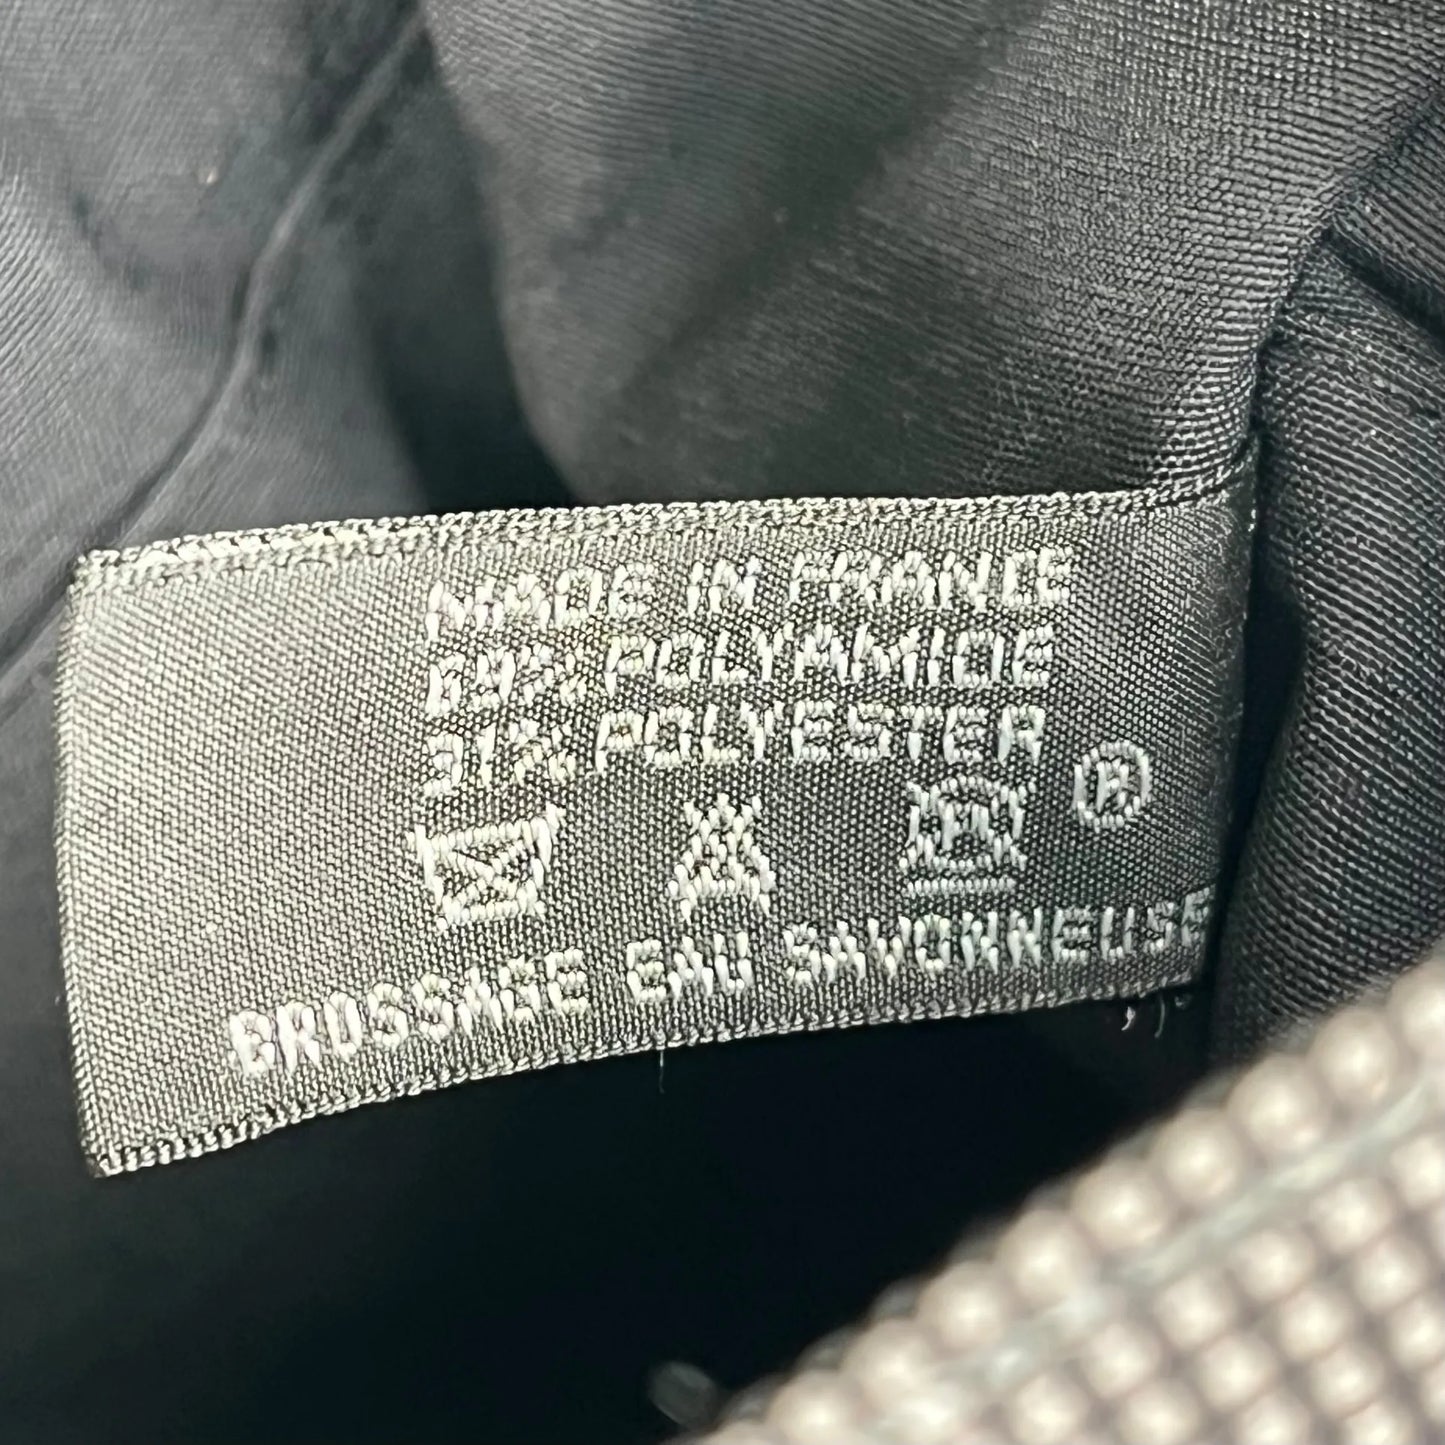 MADE IN FRANCE
69% POLYAMIDE
31% POLYESTER
P ®
BROSSAGE EAU SAVONNEUSE